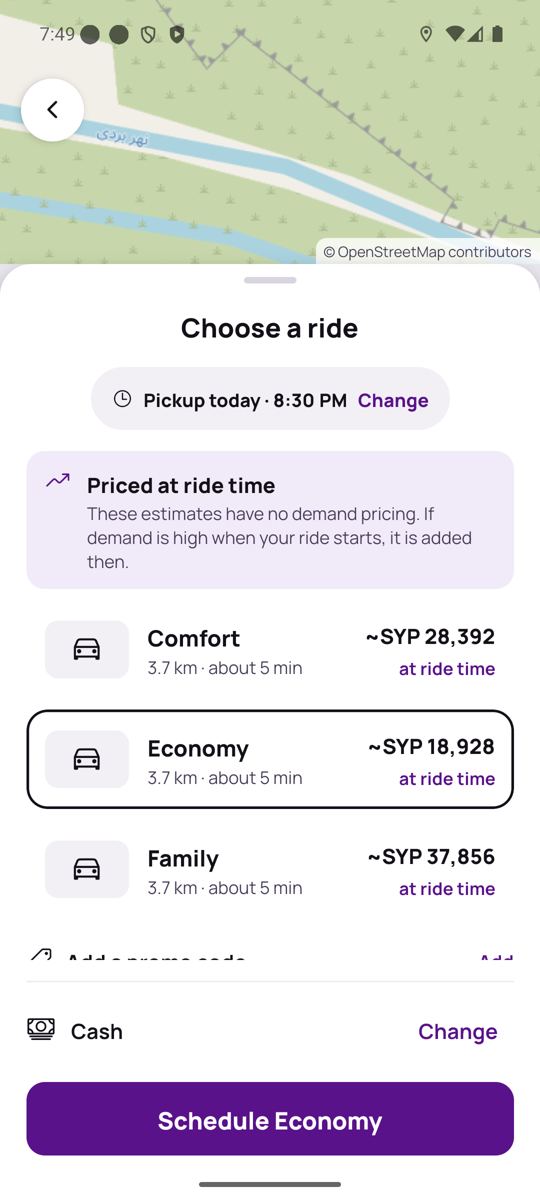 7:49
نهر بردى
© OpenStreetMap contributors
Choose a ride
Pickup today · 8:30 PM Change
Priced at ride time
These estimates have no demand pricing. If
demand is high when your ride starts, it is added
then.
Comfort ~SYP 28,392
3.7 km · about 5 min at ride time
Economy ~SYP 18,928
3.7 km · about 5 min at ride time
Family ~SYP 37,856
3.7 km · about 5 min at ride time
Add a promo code Add
Cash Change
Schedule Economy